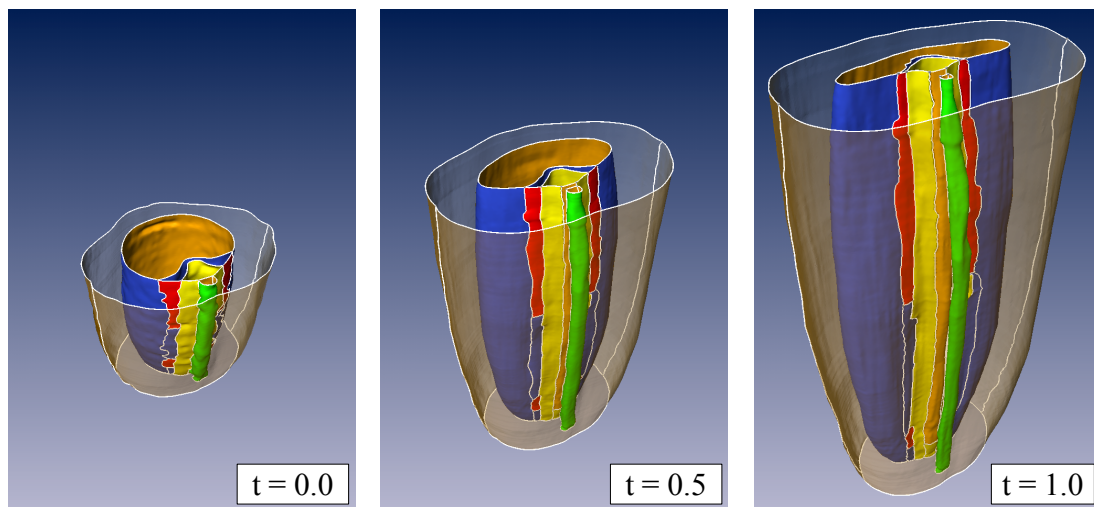 t = 0.0
t = 0.5
t = 1.0